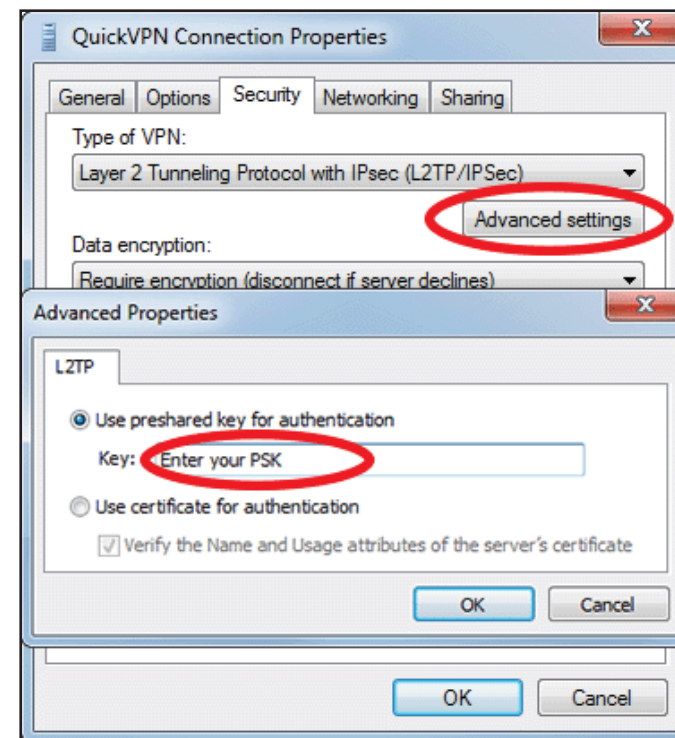 QuickVPN Connection Properties
General Options Security Networking Sharing
Type of VPN:
Layer 2 Tunneling Protocol with IPsec (L2TP/IPSec)
Advanced settings
Data encryption:
Require encryption (disconnect if server declines)
Advanced Properties
L2TP
Use preshared key for authentication
Key: Enter your PSK
Use certificate for authentication
Verify the Name and Usage attributes of the server's certificate
OK Cancel
OK Cancel